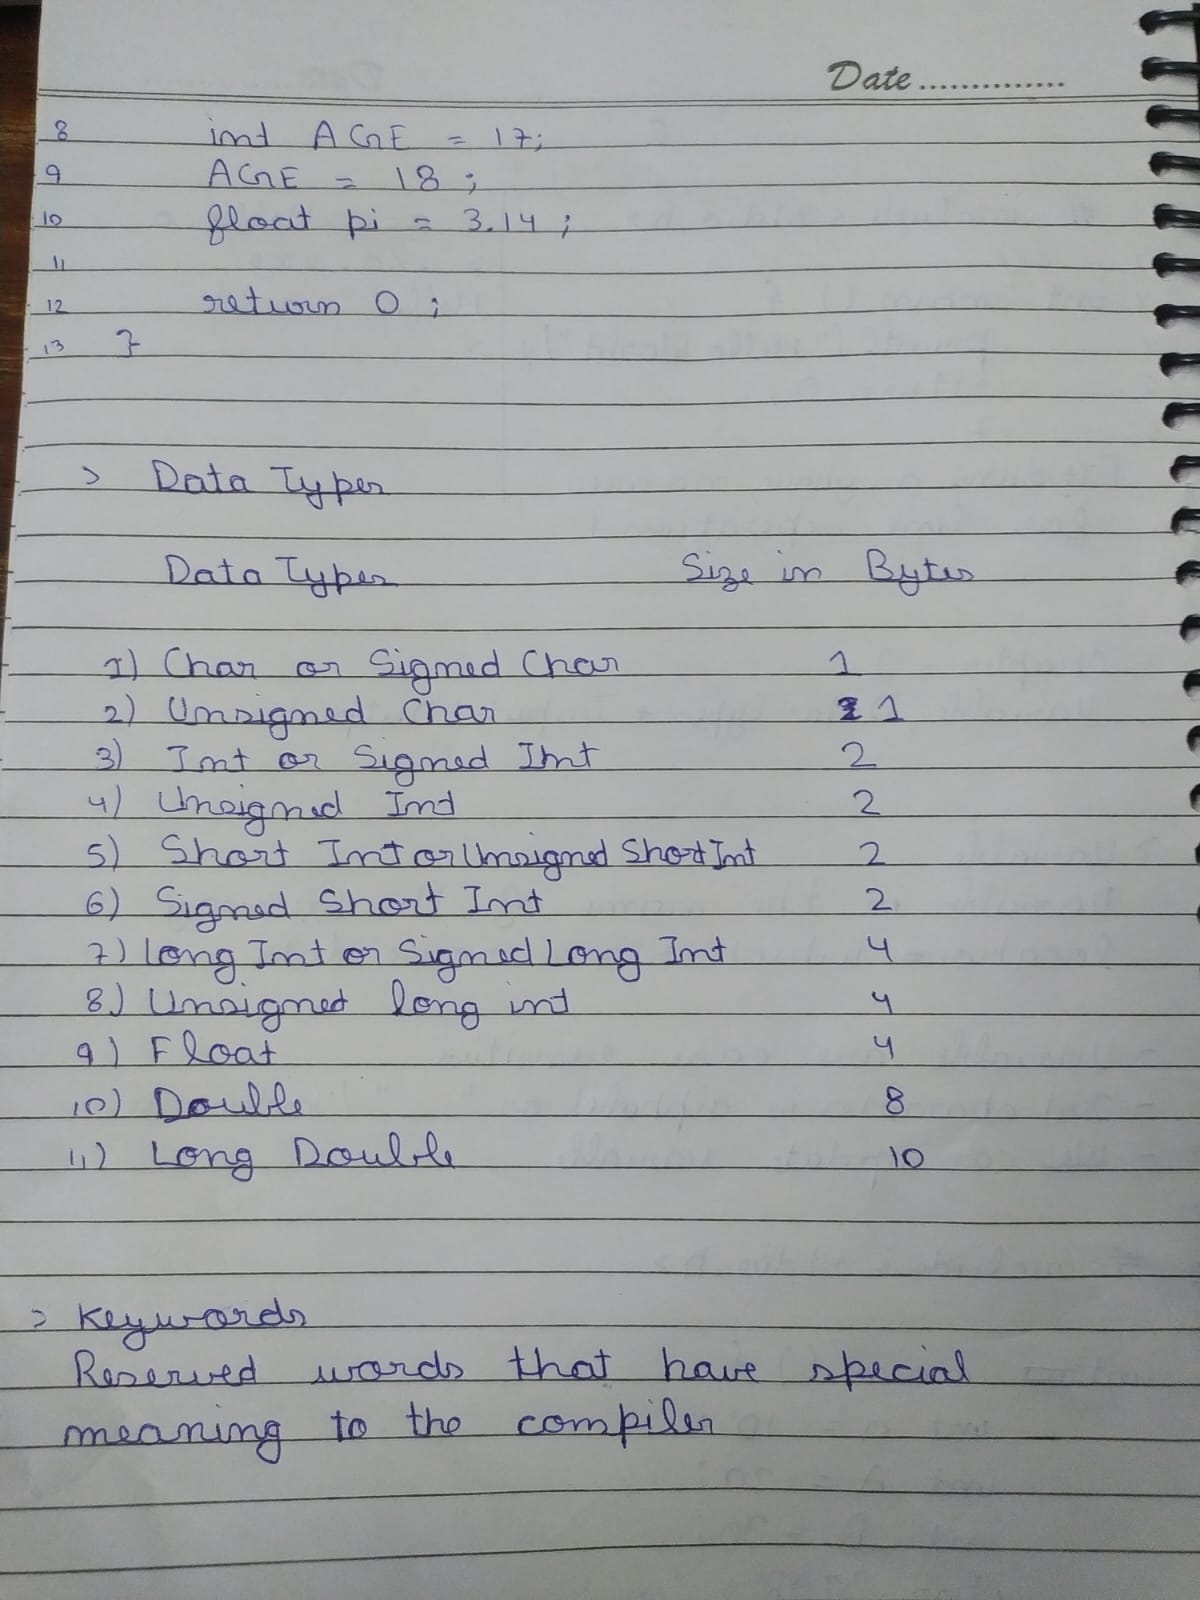 Date ..............
8 int AGE = 17;
9 AGE = 18 ;
10 float pi = 3.14 ;
11
12 return 0 ;
13 }
> Data Types
Data Types Size in Bytes
1) Char or Signed Char 1
2) Unsigned Char 1
3) Int or Signed Int 2
4) Unsigned Int 2
5) Short Int or Unsigned Short Int 2
6) Signed Short Int 2
7) Long Int or Signed Long Int 4
8) Unsigned long int 4
9) Float 4
10) Double 8
11) Long Double 10
> Keywords
Reserved words that have special
meaning to the compiler